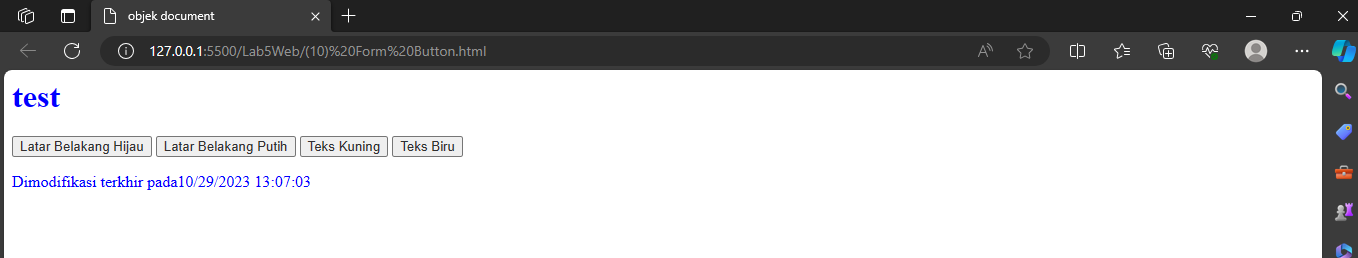 objek document
127.0.0.1:5500/Lab5Web/(10)%20Form%20Button.html
test
Latar Belakang Hijau Latar Belakang Putih Teks Kuning Teks Biru
Dimodifikasi terkhir pada10/29/2023 13:07:03